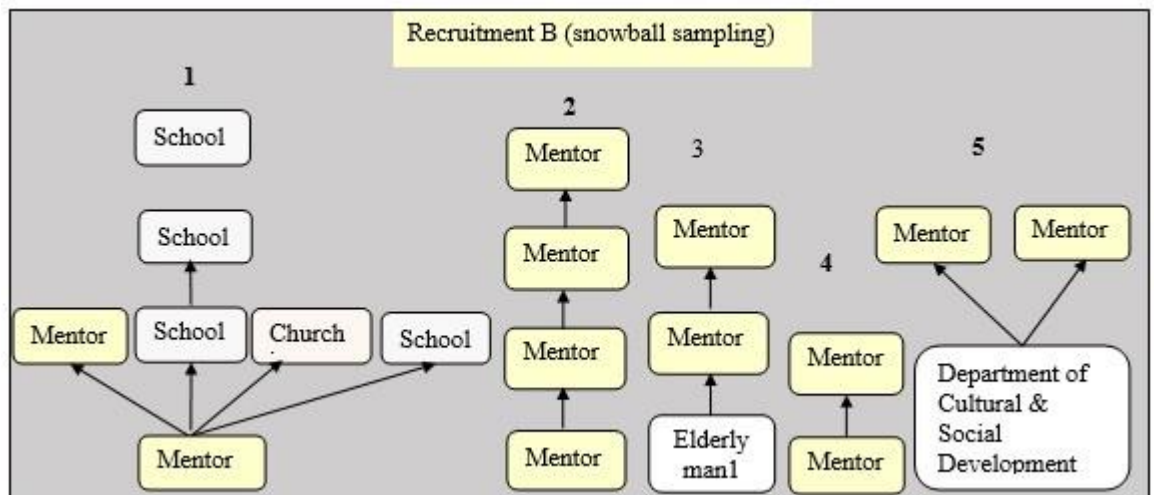 Recruitment B (snowball sampling)
1
School
School
Mentor
School
Church
School
Mentor
2
Mentor
Mentor
Mentor
Mentor
3
Mentor
Mentor
Elderly
man1
4
Mentor
Mentor
5
Mentor
Mentor
Department of
Cultural &
Social
Development